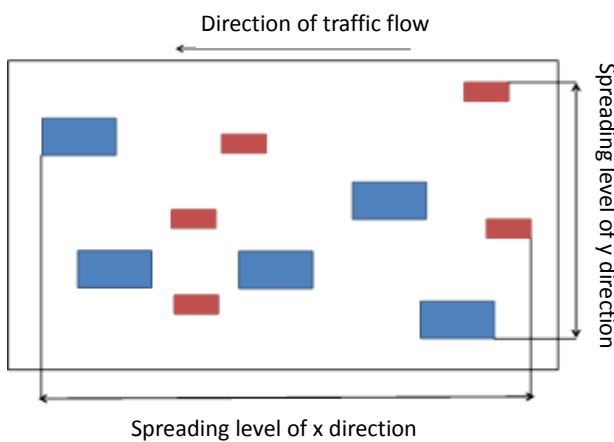 Direction of traffic flow
Spreading level of y direction
Spreading level of x direction